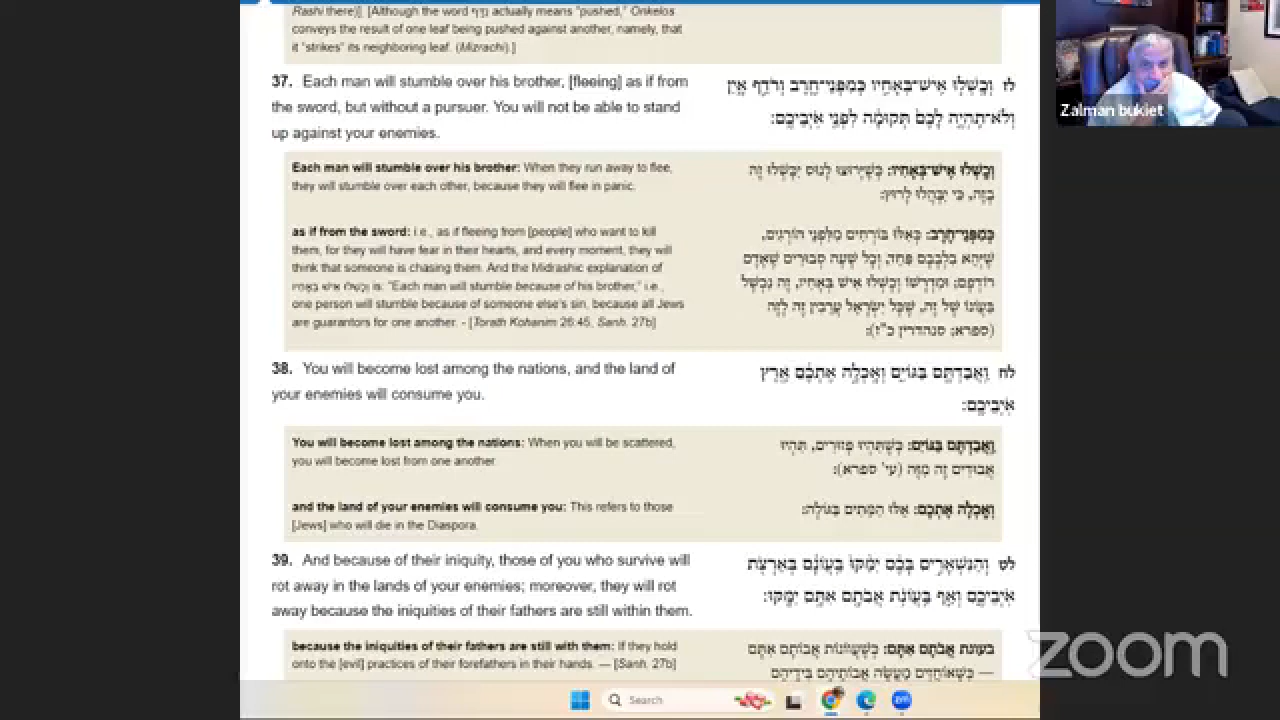 Rashi there)]. [Although the word נִדָּף actually means "pushed," Onkelos
conveys the result of one leaf being pushed against another, namely, that
it "strikes" its neighboring leaf. (Mizrachi).]
37. Each man will stumble over his brother, [fleeing] as if from
the sword, but without a pursuer. You will not be able to stand
up against your enemies.
לז וְכָשְׁלוּ אִישׁ־בְּאָחִיו כְּמִפְּנֵי־חֶרֶב וְרֹדֵף אָיִן
וְלֹא־תִהְיֶה לָכֶם תְּקוּמָה לִפְנֵי אֹיְבֵיכֶם:
Each man will stumble over his brother: When they run away to flee,
they will stumble over each other, because they will flee in panic.
וְכָשְׁלוּ אִישׁ־בְּאָחִיו: כְּשֶׁיָּרוּצוּ לָנוּס יִכָּשְׁלוּ זֶה
בָזֶה, כִּי יִבָּהֲלוּ לָרוּץ:
as if from the sword: i.e., as if fleeing from [people] who want to kill
them, for they will have fear in their hearts, and every moment, they will
think that someone is chasing them. And the Midrashic explanation of
וְכָשְׁלוּ אִישׁ בְּאָחִיו is: "Each man will stumble because of his brother," i.e.,
one person will stumble because of someone else's sin, because all Jews
are guarantors for one another. - [Torath Kohanim 26:45, Sanh. 27b]
כְּמִפְּנֵי־חֶרֶב: כְּאִלּוּ בוֹרְחִים מִלִּפְנֵי הוֹרְגִים,
שֶׁיְּהֵא בִלְבָבָם פַּחַד, וְכָל שָׁעָה סְבוּרִים שֶׁאָדָם
רוֹדְפָם; וּמִדְרָשׁוֹ וְכָשְׁלוּ אִישׁ בְּאָחִיו, זֶה נִכְשָׁל
בַּעֲוֹנוֹ שֶׁל זֶה, שֶׁכָּל יִשְׂרָאֵל עֲרֵבִין זֶה לָזֶה
(ספרא; סנהדרין כ"ז):
38. You will become lost among the nations, and the land of
your enemies will consume you.
לח וַאֲבַדְתֶּם בַּגּוֹיִם וְאָכְלָה אֶתְכֶם אֶרֶץ
אֹיְבֵיכֶם:
You will become lost among the nations: When you will be scattered,
you will become lost from one another.
וַאֲבַדְתֶּם בַּגּוֹיִם: כְּשֶׁתִּהְיוּ פְזוּרִים, תִּהְיוּ
אֲבוּדִים זֶה מִזֶּה (עי' ספרא):
and the land of your enemies will consume you: This refers to those
[Jews] who will die in the Diaspora.
וְאָכְלָה אֶתְכֶם: אֵלּוּ הַמֵּתִים בַּגּוֹלָה:
39. And because of their iniquity, those of you who survive will
rot away in the lands of your enemies; moreover, they will rot
away because the iniquities of their fathers are still within them.
לט וְהַנִּשְׁאָרִים בָּכֶם יִמַּקּוּ בַּעֲוֹנָם בְּאַרְצֹת
אֹיְבֵיכֶם וְאַף בַּעֲוֹנֹת אֲבֹתָם אִתָּם יִמָּקּוּ:
because the iniquities of their fathers are still with them: If they hold
onto the [evil] practices of their forefathers in their hands. — [Sanh. 27b]
בעונת אבתם אִתָּם: כְּשֶׁעֲוֹנוֹת אֲבוֹתָם אִתָּם
— כְּשֶׁאוֹחֲזִים מַעֲשֵׂה אֲבוֹתֵיהֶם בִּידֵיהֶם
Search
Zalman bukiet
zoom